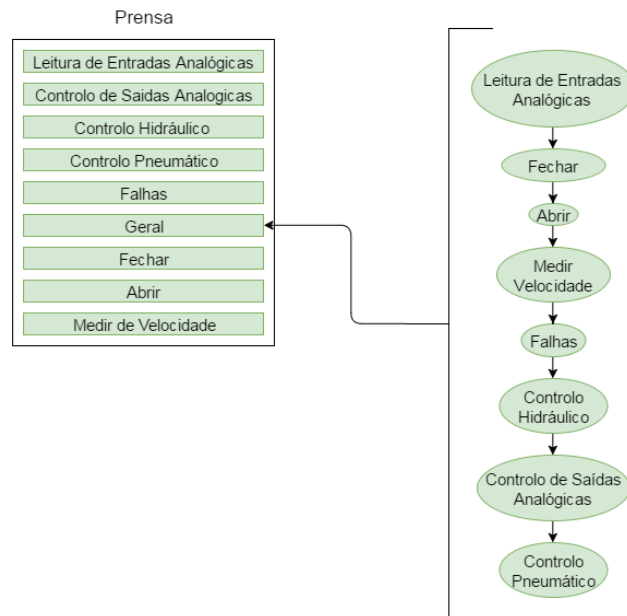 Prensa
Leitura de Entradas Analógicas
Controlo de Saidas Analogicas
Controlo Hidráulico
Controlo Pneumático
Falhas
Geral
Fechar
Abrir
Medir de Velocidade
Leitura de Entradas
Analógicas
Fechar
Abrir
Medir
Velocidade
Falhas
Controlo
Hidráulico
Controlo de Saídas
Analógicas
Controlo
Pneumático